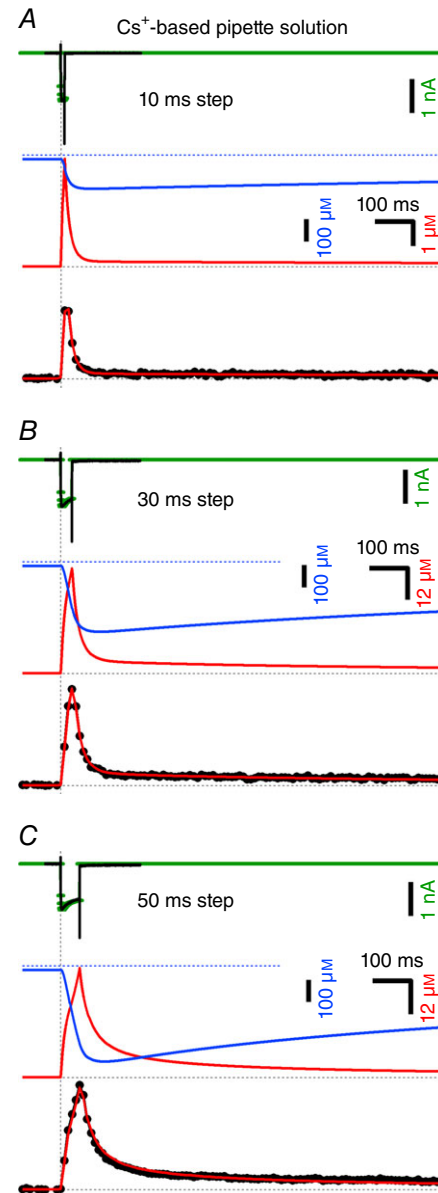 A
Cs⁺-based pipette solution
10 ms step
1 nA
100 ms
100 µM
1 µM
B
30 ms step
1 nA
100 ms
100 µM
12 µM
C
50 ms step
1 nA
100 ms
100 µM
12 µM